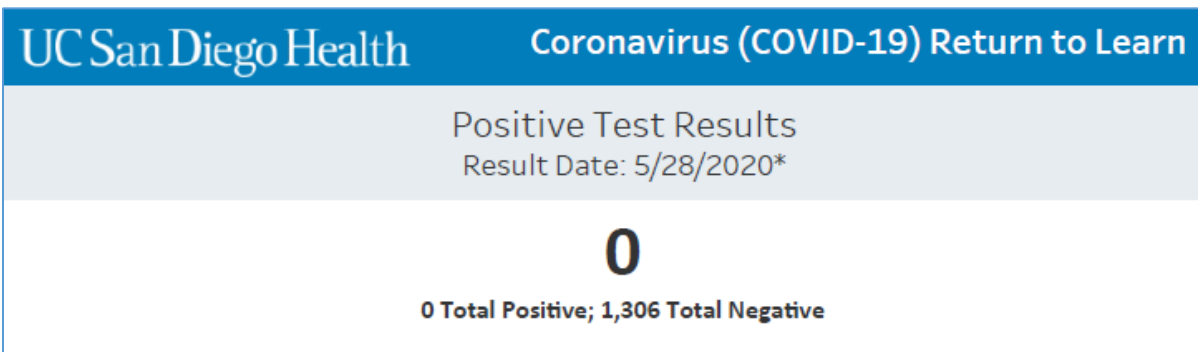 UC San Diego Health
Coronavirus (COVID-19) Return to Learn
Positive Test Results
Result Date: 5/28/2020*
0
0 Total Positive; 1,306 Total Negative